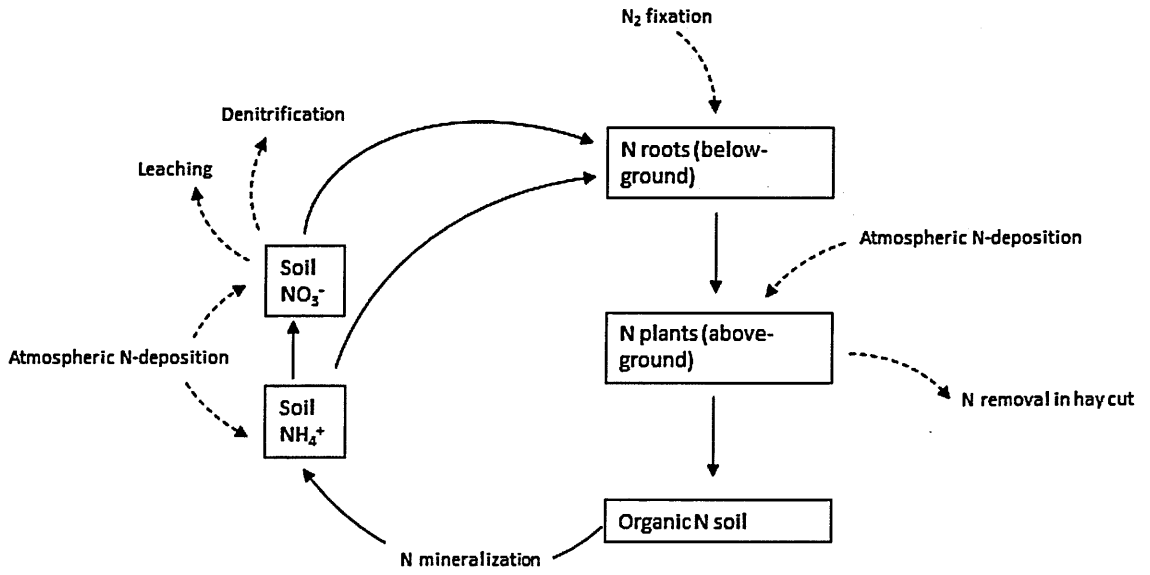 N₂ fixation
Denitrification
Leaching
N roots (below-
ground)
Soil
NO₃⁻
Atmospheric N-deposition
Atmospheric N-deposition
N plants (above-
ground)
N removal in hay cut
Soil
NH₄⁺
Organic N soil
N mineralization